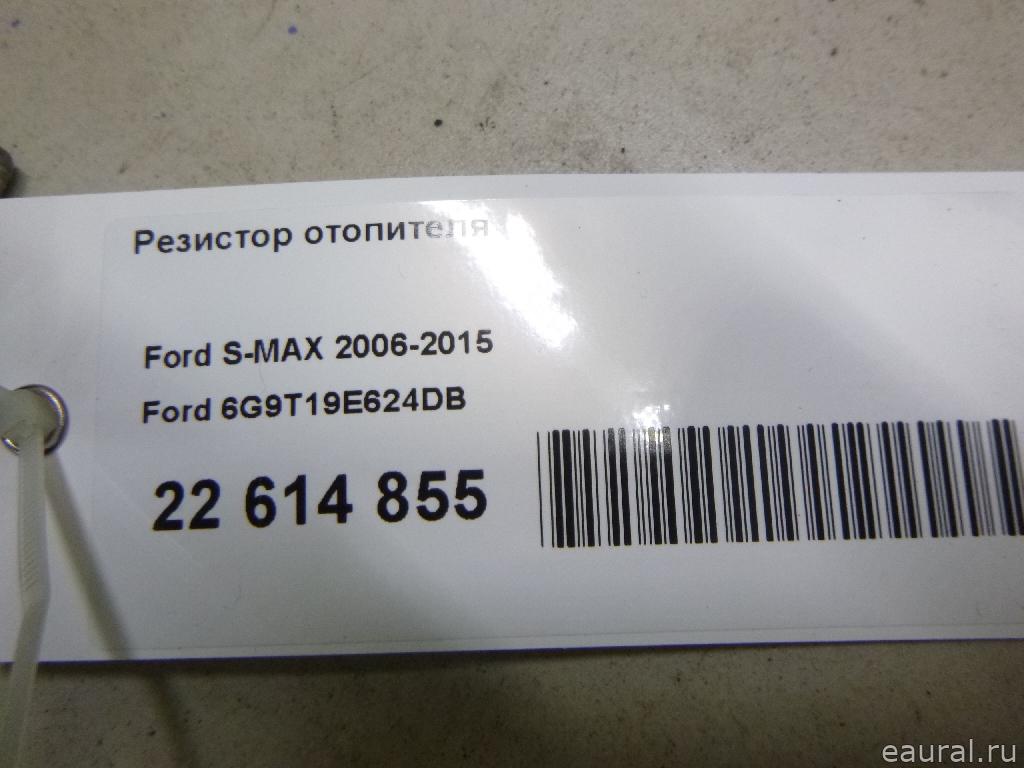 Резистор отопителя
Ford S-MAX 2006-2015
Ford 6G9T19E624DB
22 614 855
eaural.ru